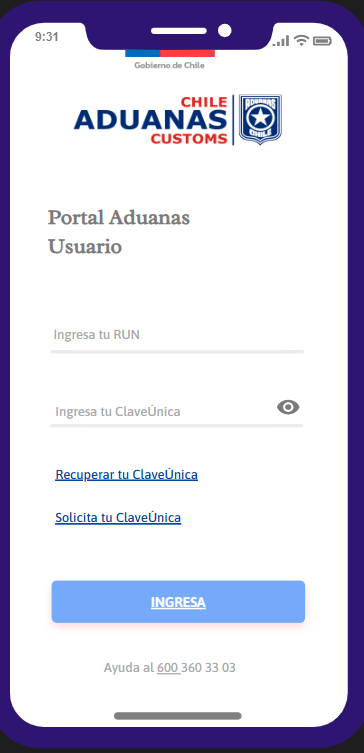 9:31
Gobierno de Chile
CHILE
ADUANAS
CUSTOMS
ADUANAS
CHILE
Portal Aduanas
Usuario
Ingresa tu RUN
Ingresa tu ClaveÚnica
Recuperar tu ClaveÚnica
Solicita tu ClaveÚnica
INGRESA
Ayuda al 600 360 33 03